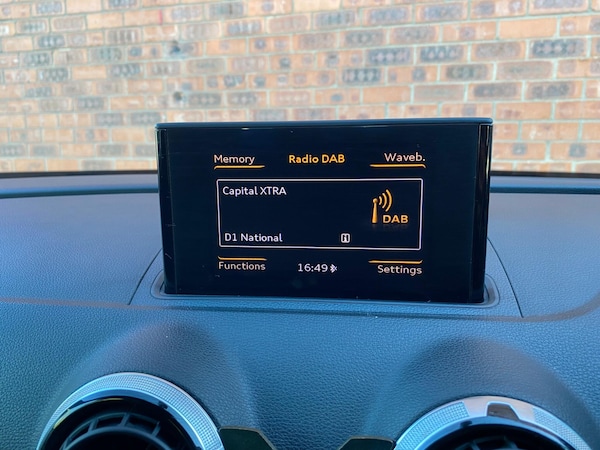 Memory Radio DAB Waveb.
Capital XTRA
DAB
D1 National i
Functions 16:49 Settings